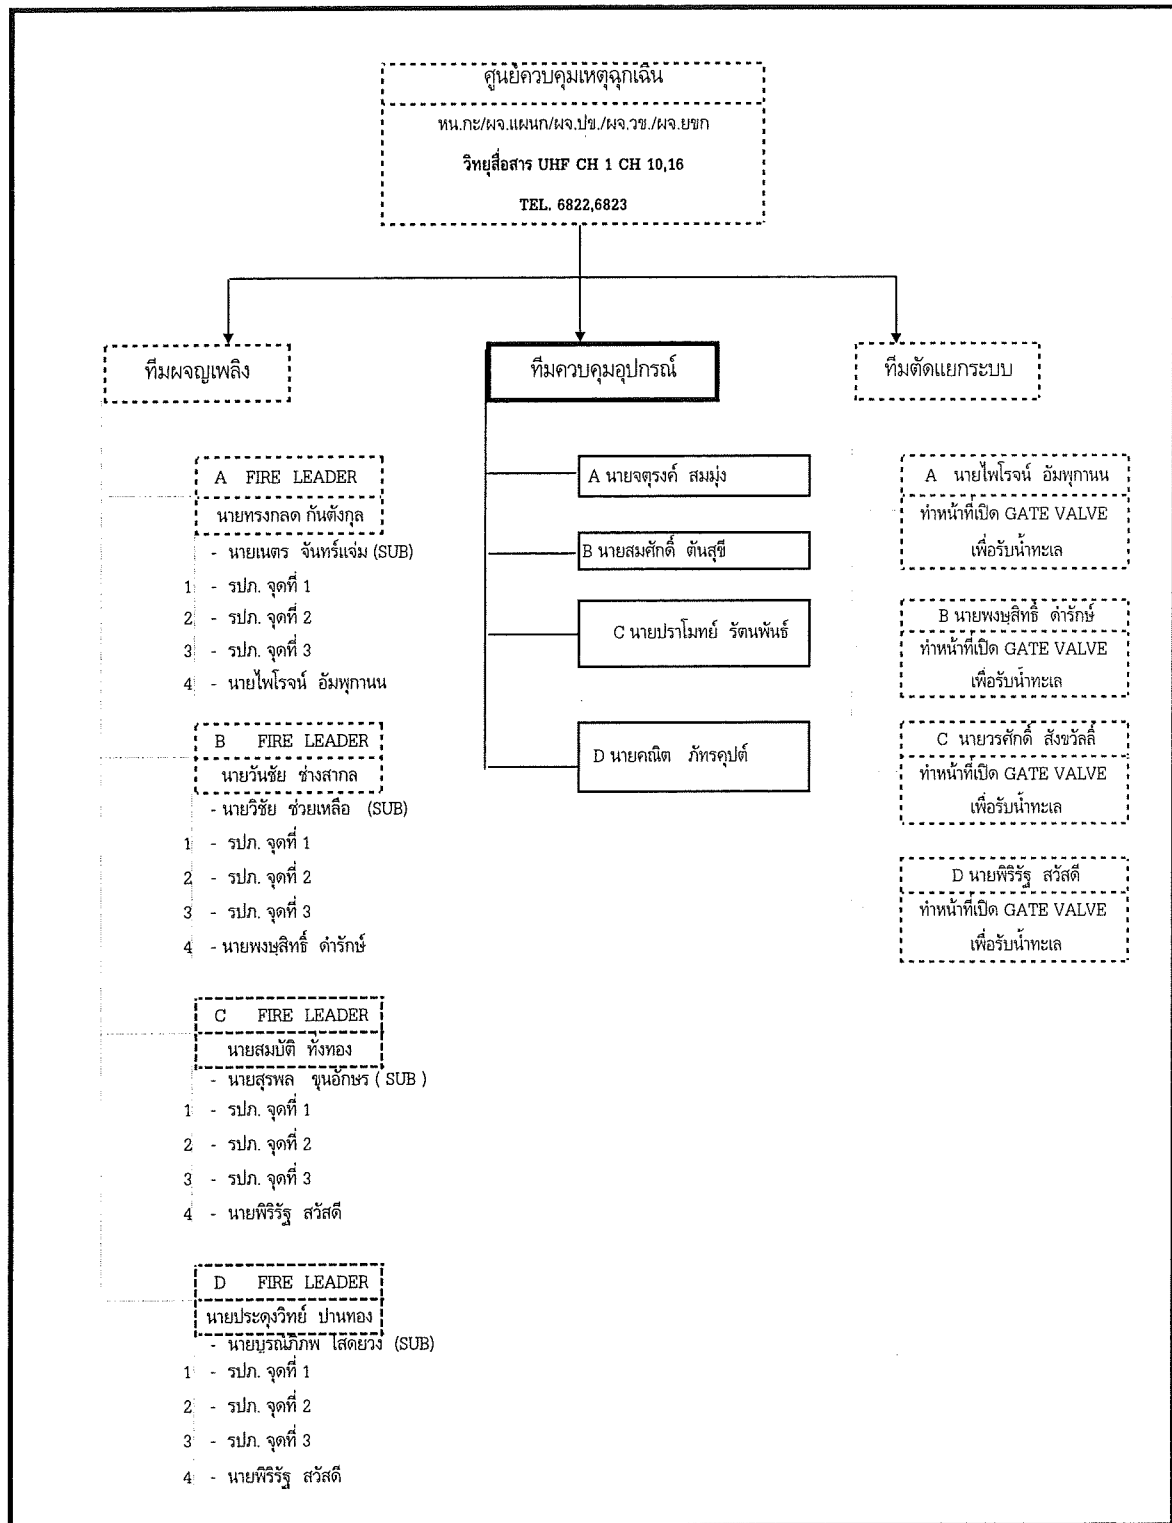 ศูนย์ควบคุมเหตุฉุกเฉิน
หน.กะ/ผจ.แผนก/ผจ.ปข./ผจ.วช./ผจ.ยขก
วิทยุสื่อสาร UHF CH 1 CH 10,16
TEL. 6822,6823
ทีมผจญเพลิง
A FIRE LEADER
นายทรงกลด กันตังกุล
- นายเนตร จันทร์แจ่ม (SUB)
1 - รปภ. จุดที่ 1
2 - รปภ. จุดที่ 2
3 - รปภ. จุดที่ 3
4 - นายไพโรจน์ อัมพุกานน
B FIRE LEADER
นายวันชัย ช่างสากล
- นายวิชัย ช่วยเหลือ (SUB)
1 - รปภ. จุดที่ 1
2 - รปภ. จุดที่ 2
3 - รปภ. จุดที่ 3
4 - นายพงษสิทธิ์ ดำรักษ์
C FIRE LEADER
นายสมบัติ ทั่งทอง
- นายสุรพล ขุนอักษร ( SUB )
1 - รปภ. จุดที่ 1
2 - รปภ. จุดที่ 2
3 - รปภ. จุดที่ 3
4 - นายพิริรัฐ สวัสดี
D FIRE LEADER
นายประดุงวิทย์ ปานทอง
- นายบูรณ์ภิภพ โสดยวง (SUB)
1 - รปภ. จุดที่ 1
2 - รปภ. จุดที่ 2
3 - รปภ. จุดที่ 3
4 - นายพิริรัฐ สวัสดี
ทีมควบคุมอุปกรณ์
A นายจตุรงค์ สมมุ่ง
B นายสมศักดิ์ ตันสุขี
C นายปราโมทย์ รัตนพันธ์
D นายคณิต ภัทรคุปต์
ทีมตัดแยกระบบ
A นายไพโรจน์ อัมพุกานน
ทำหน้าที่เปิด GATE VALVE
เพื่อรับน้ำทะเล
B นายพงษสิทธิ์ ดำรักษ์
ทำหน้าที่เปิด GATE VALVE
เพื่อรับน้ำทะเล
C นายวรศักดิ์ สังขวัลลิ์
ทำหน้าที่เปิด GATE VALVE
เพื่อรับน้ำทะเล
D นายพิริรัฐ สวัสดี
ทำหน้าที่เปิด GATE VALVE
เพื่อรับน้ำทะเล